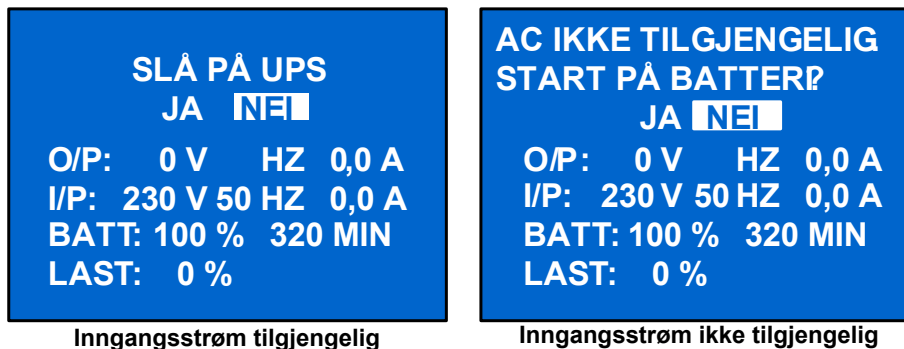 SLÅ PÅ UPS
JA NEI
O/P: 0 V HZ 0,0 A
I/P: 230 V 50 HZ 0,0 A
BATT: 100 % 320 MIN
LAST: 0 %
Inngangsstrøm tilgjengelig
AC IKKE TILGJENGELIG
START PÅ BATTERI?
JA NEI
O/P: 0 V HZ 0,0 A
I/P: 230 V 50 HZ 0,0 A
BATT: 100 % 320 MIN
LAST: 0 %
Inngangsstrøm ikke tilgjengelig